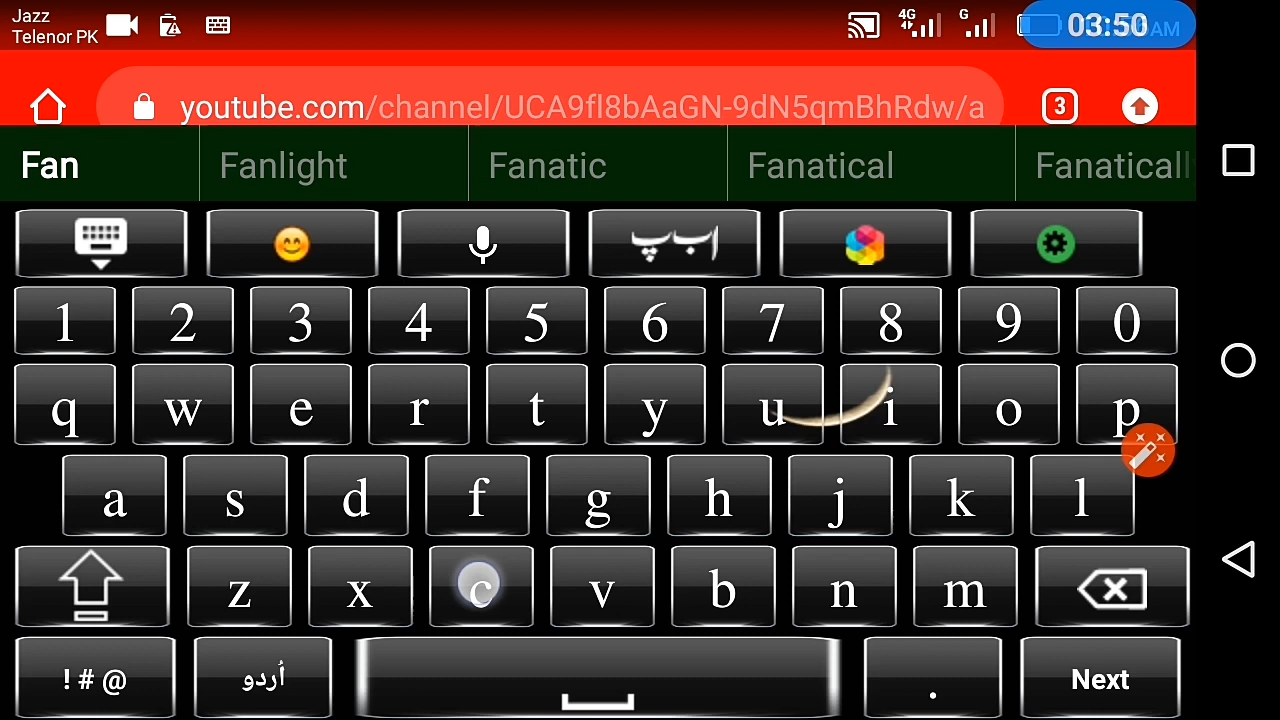 Jazz
Telenor PK
4G
G
03:50 AM
youtube.com/channel/UCA9fl8bAaGN-9dN5qmBhRdw/a
3
Fan Fanlight Fanatic Fanatical Fanaticall
اب پ
1 2 3 4 5 6 7 8 9 0
q w e r t y u i o p
a s d f g h j k l
z x c v b n m
! # @ اُردو . Next